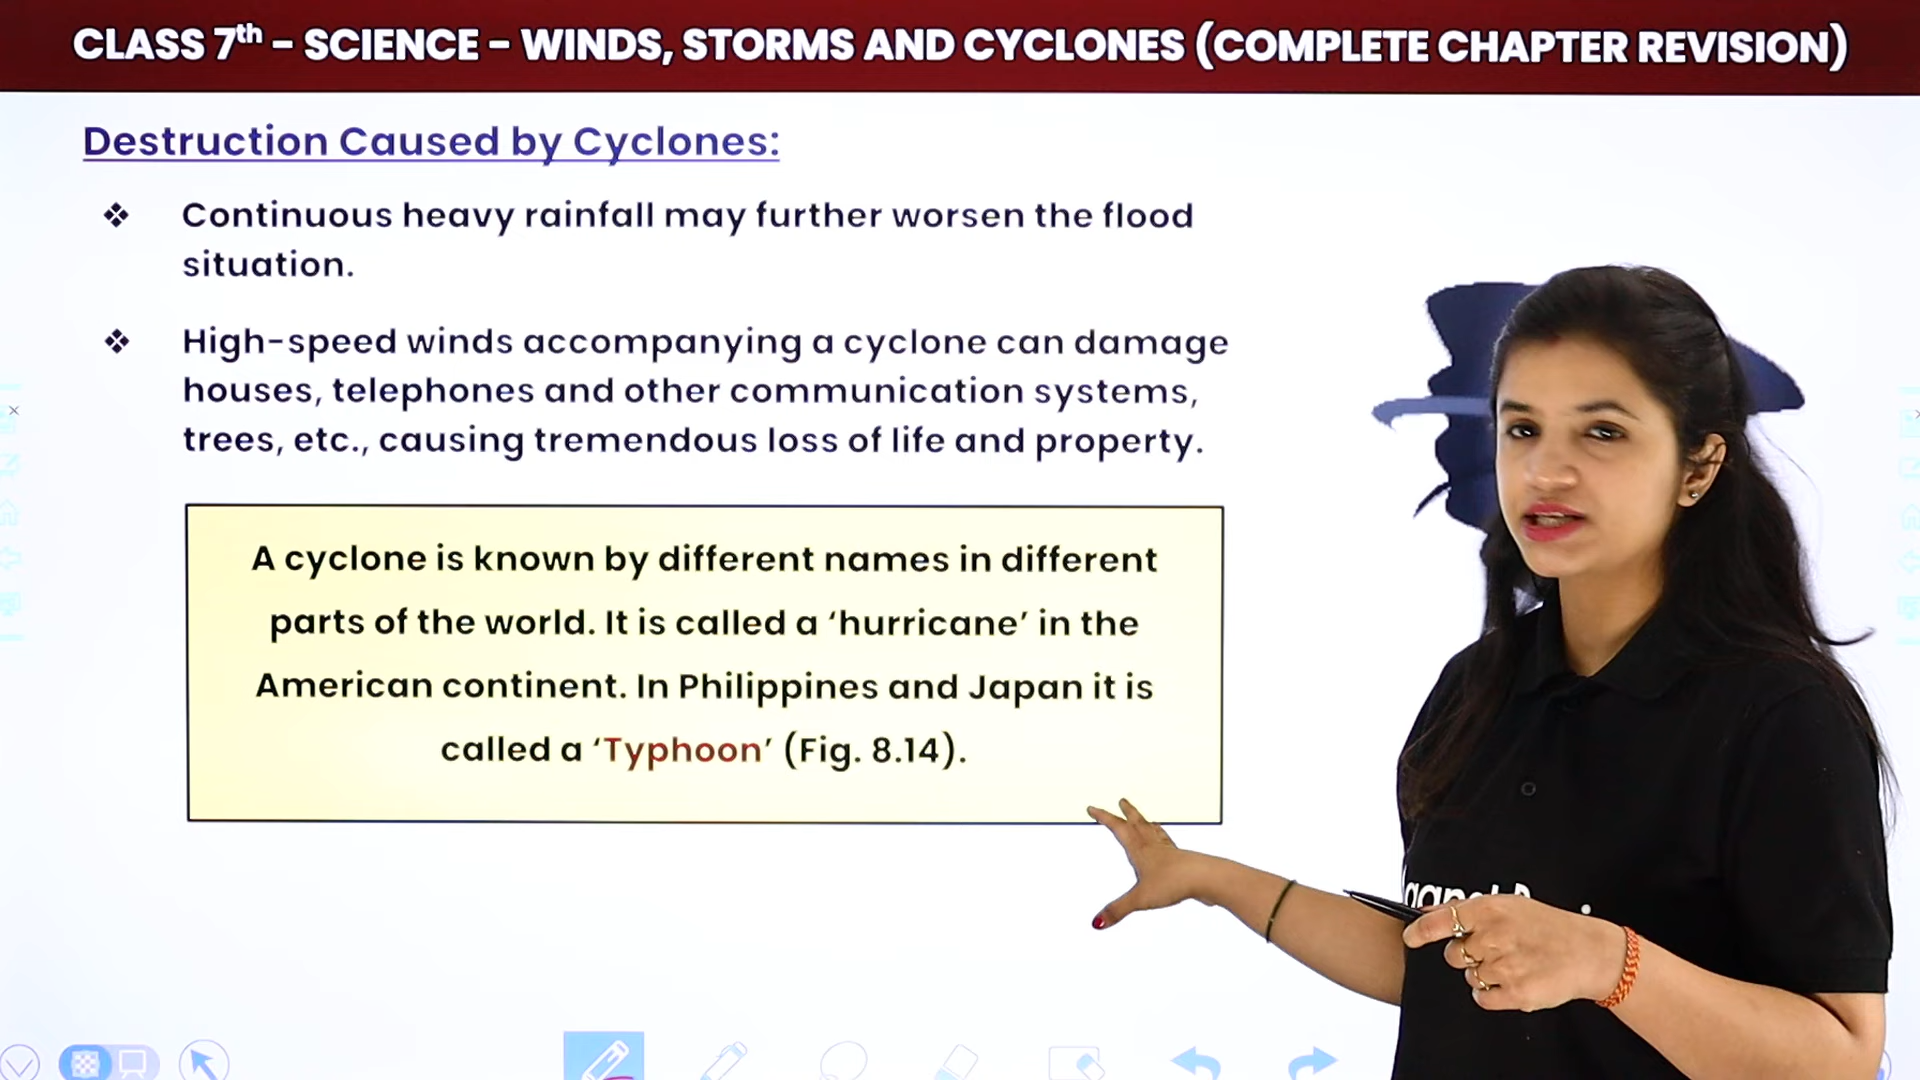 CLASS 7th – SCIENCE – WINDS, STORMS AND CYCLONES (COMPLETE CHAPTER REVISION)
Destruction Caused by Cyclones:
❖ Continuous heavy rainfall may further worsen the flood
situation.
❖ High-speed winds accompanying a cyclone can damage
houses, telephones and other communication systems,
trees, etc., causing tremendous loss of life and property.
A cyclone is known by different names in different
parts of the world. It is called a ‘hurricane’ in the
American continent. In Philippines and Japan it is
called a ‘Typhoon’ (Fig. 8.14).